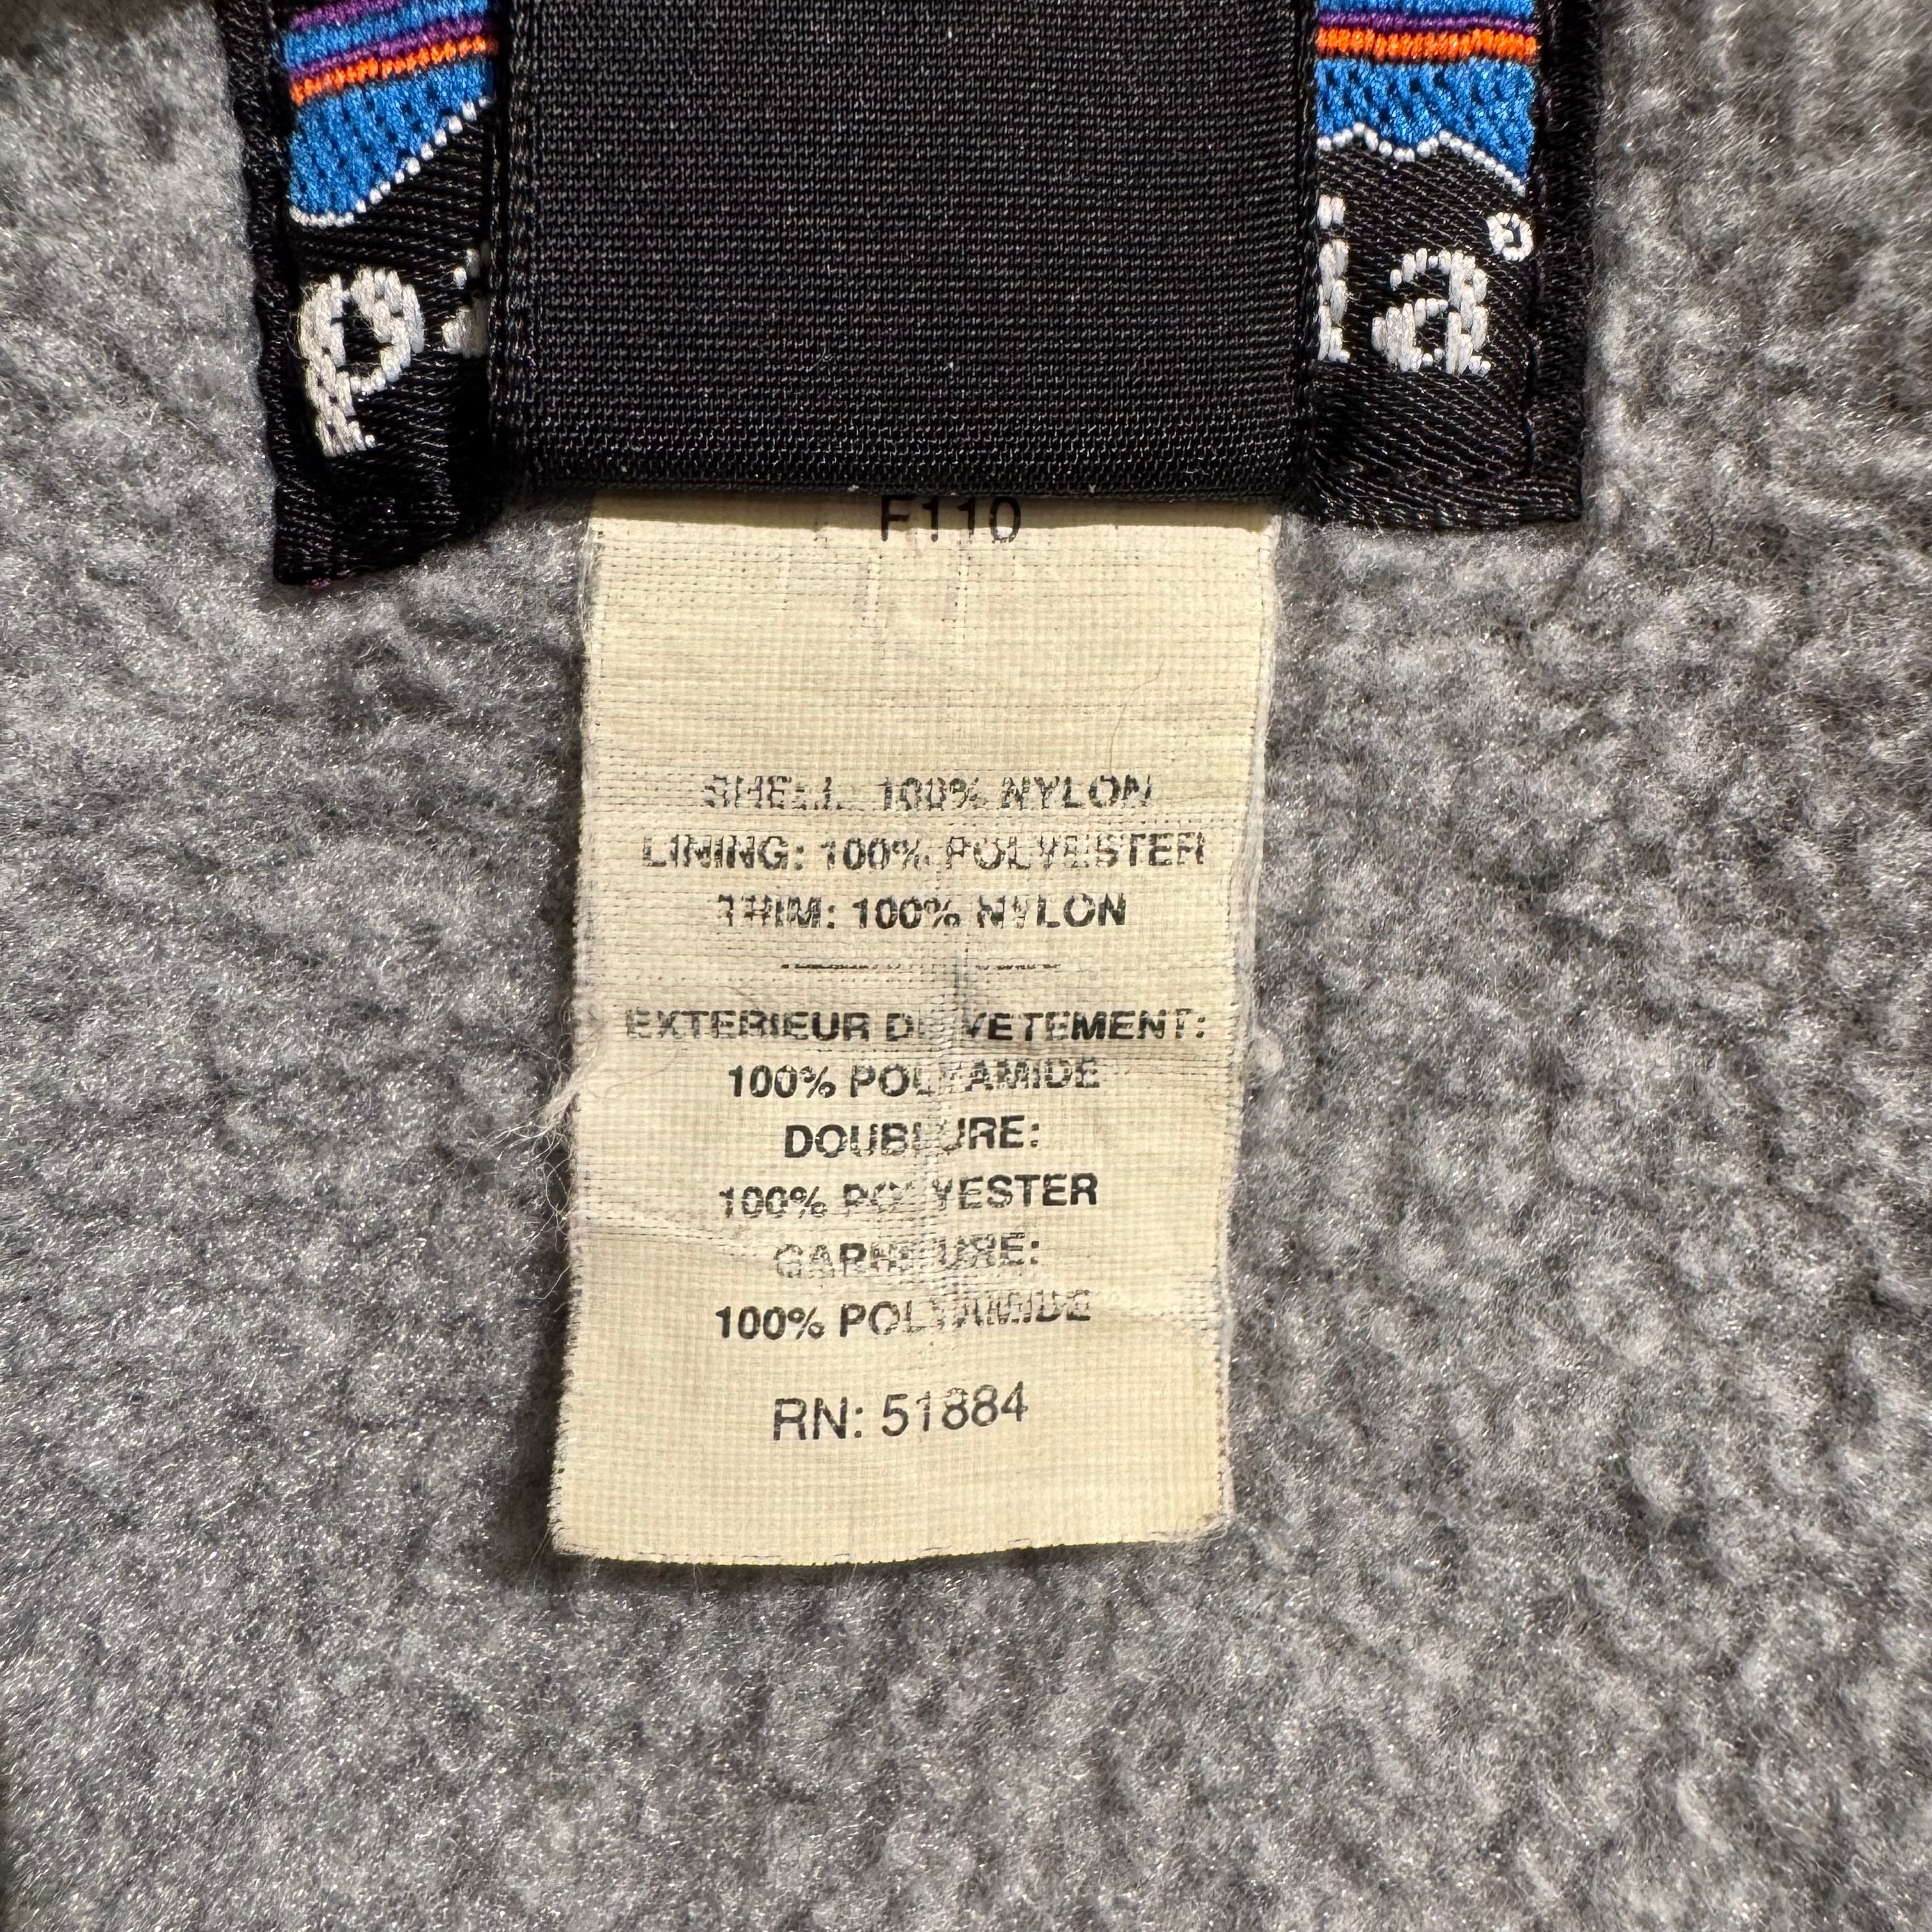 F110
SHELL: 100% NYLON
LINING: 100% POLYESTER
TRIM: 100% NYLON
EXTERIEUR DE VETEMENT:
100% POLYAMIDE
DOUBLURE:
100% POLYESTER
GARNITURE:
100% POLYAMIDE
RN: 51884